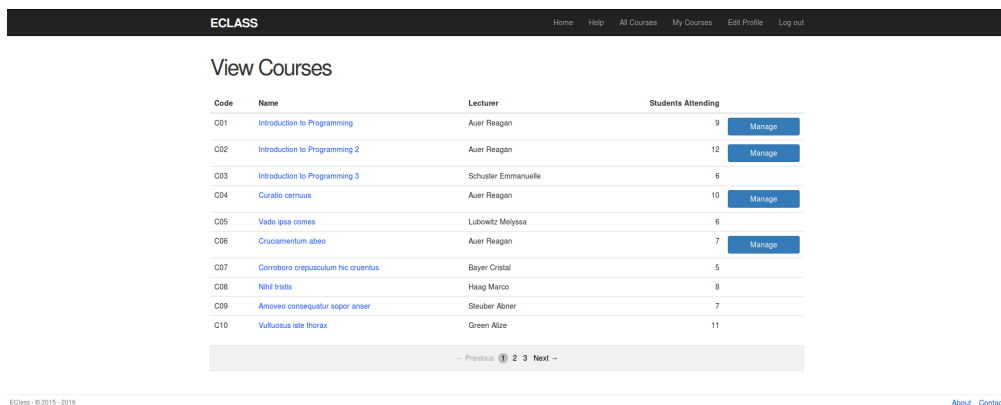 ECLASS Home Help All Courses My Courses Edit Profile Log out
View Courses
Code Name Lecturer Students Attending
C01 Introduction to Programming Auer Reagan 9 Manage
C02 Introduction to Programming 2 Auer Reagan 12 Manage
C03 Introduction to Programming 3 Schuster Emmanuelle 6
C04 Curatio cernuus Auer Reagan 10 Manage
C05 Vado ipsa comes Lubowitz Melyssa 6
C06 Cruciamentum abeo Auer Reagan 7 Manage
C07 Corroboro crepusculum hic cruentus Bayer Cristal 5
C08 Nihil tristis Haag Marco 8
C09 Amoveo consequatur sopor anser Steuber Abner 7
C10 Vultuosus iste thorax Green Alize 11
← Previous 1 2 3 Next →
EClass - © 2015 - 2016 About Contac